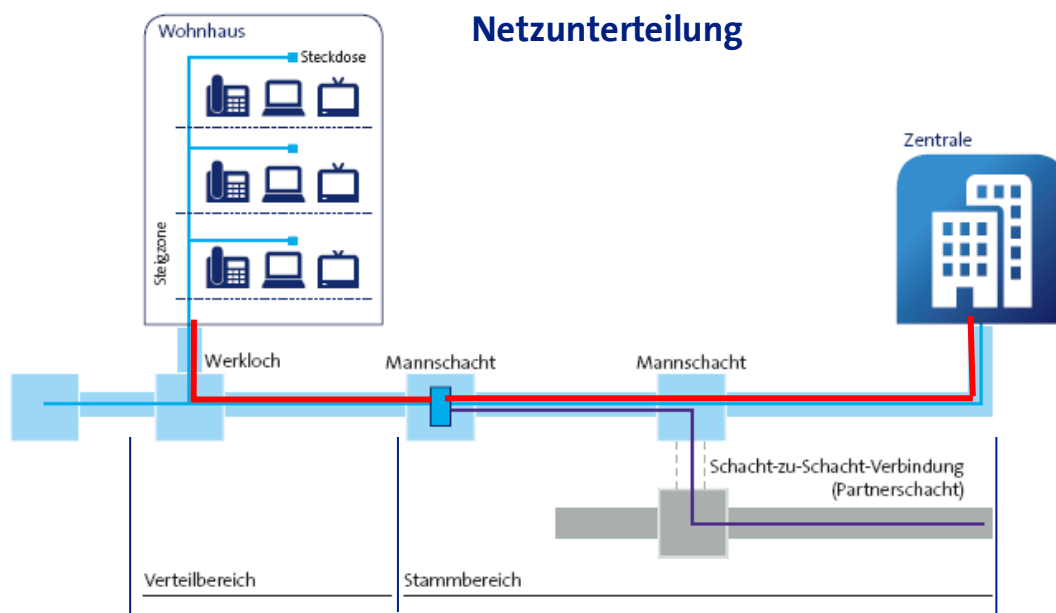 Netzunterteilung
Wohnhaus
Steckdose
Zentrale
Steigzone
Werkloch
Mannschacht
Mannschacht
Schacht-zu-Schacht-Verbindung
(Partnerschacht)
Verteilbereich
Stammbereich